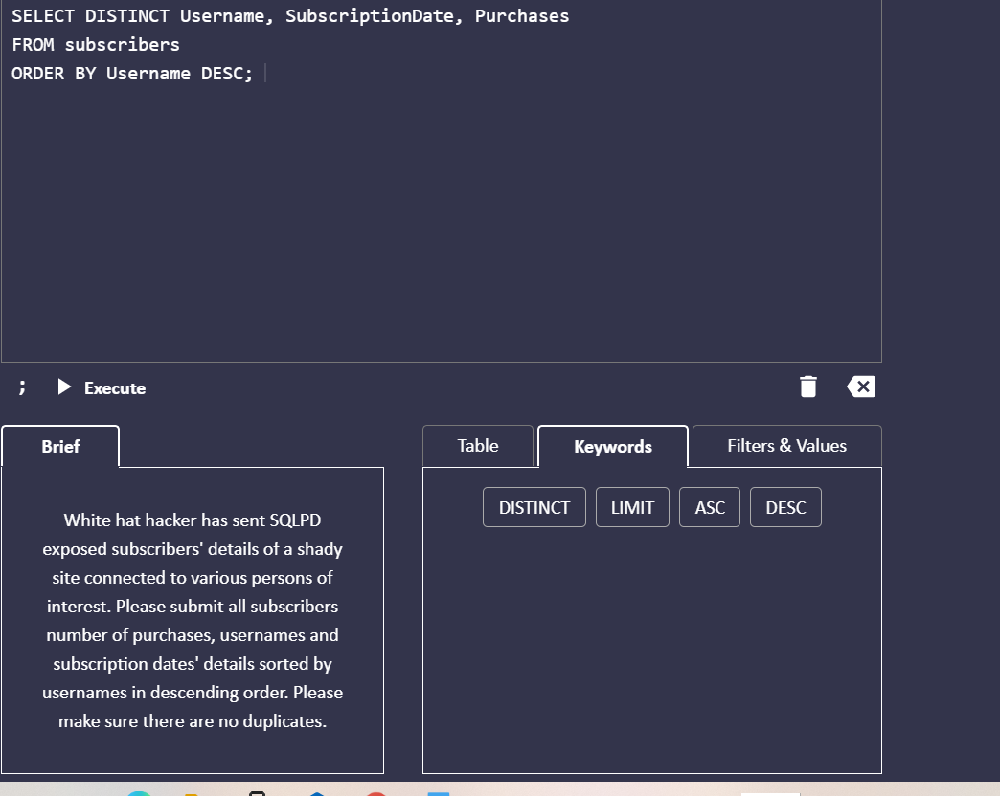 SELECT DISTINCT Username, SubscriptionDate, Purchases
FROM subscribers
ORDER BY Username DESC;
; Execute
Brief
Table Keywords Filters & Values
DISTINCT LIMIT ASC DESC
White hat hacker has sent SQLPD
exposed subscribers' details of a shady
site connected to various persons of
interest. Please submit all subscribers
number of purchases, usernames and
subscription dates' details sorted by
usernames in descending order. Please
make sure there are no duplicates.